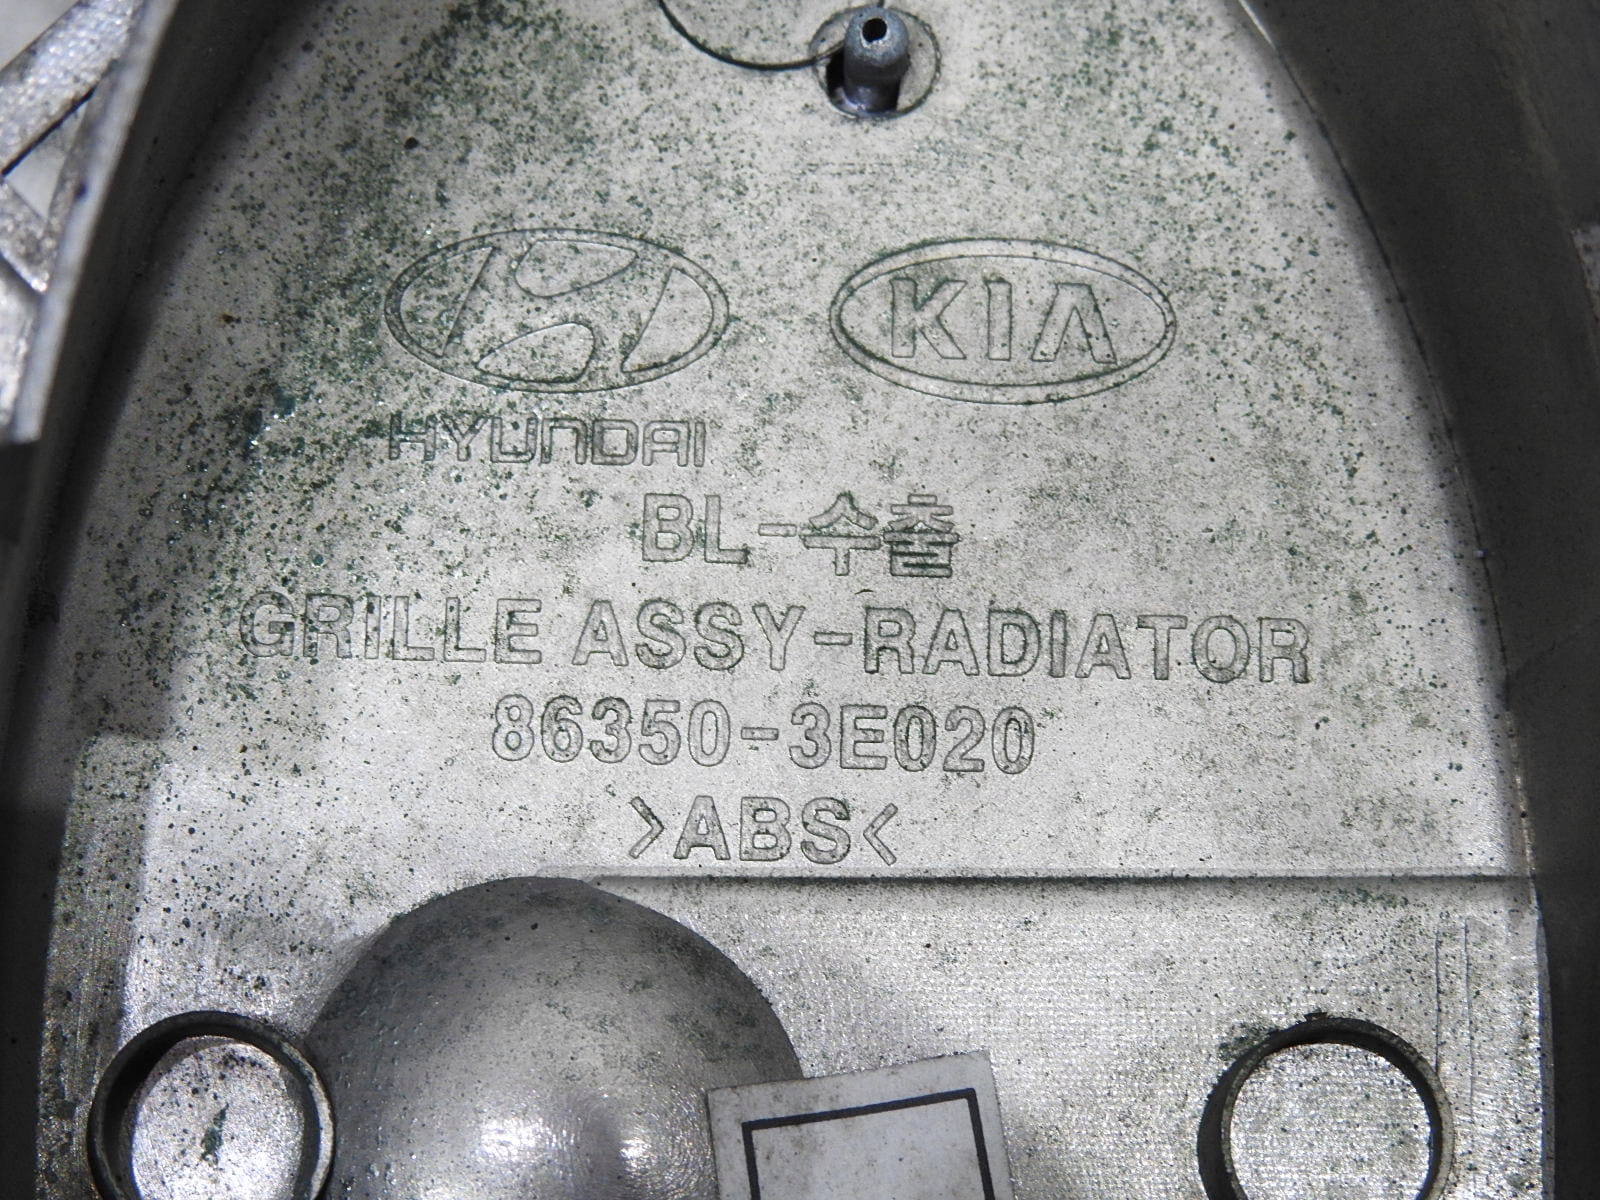 KIA
HYUNDAI
BL-수출
GRILLE ASSY-RADIATOR
86350-3E020
>ABS<